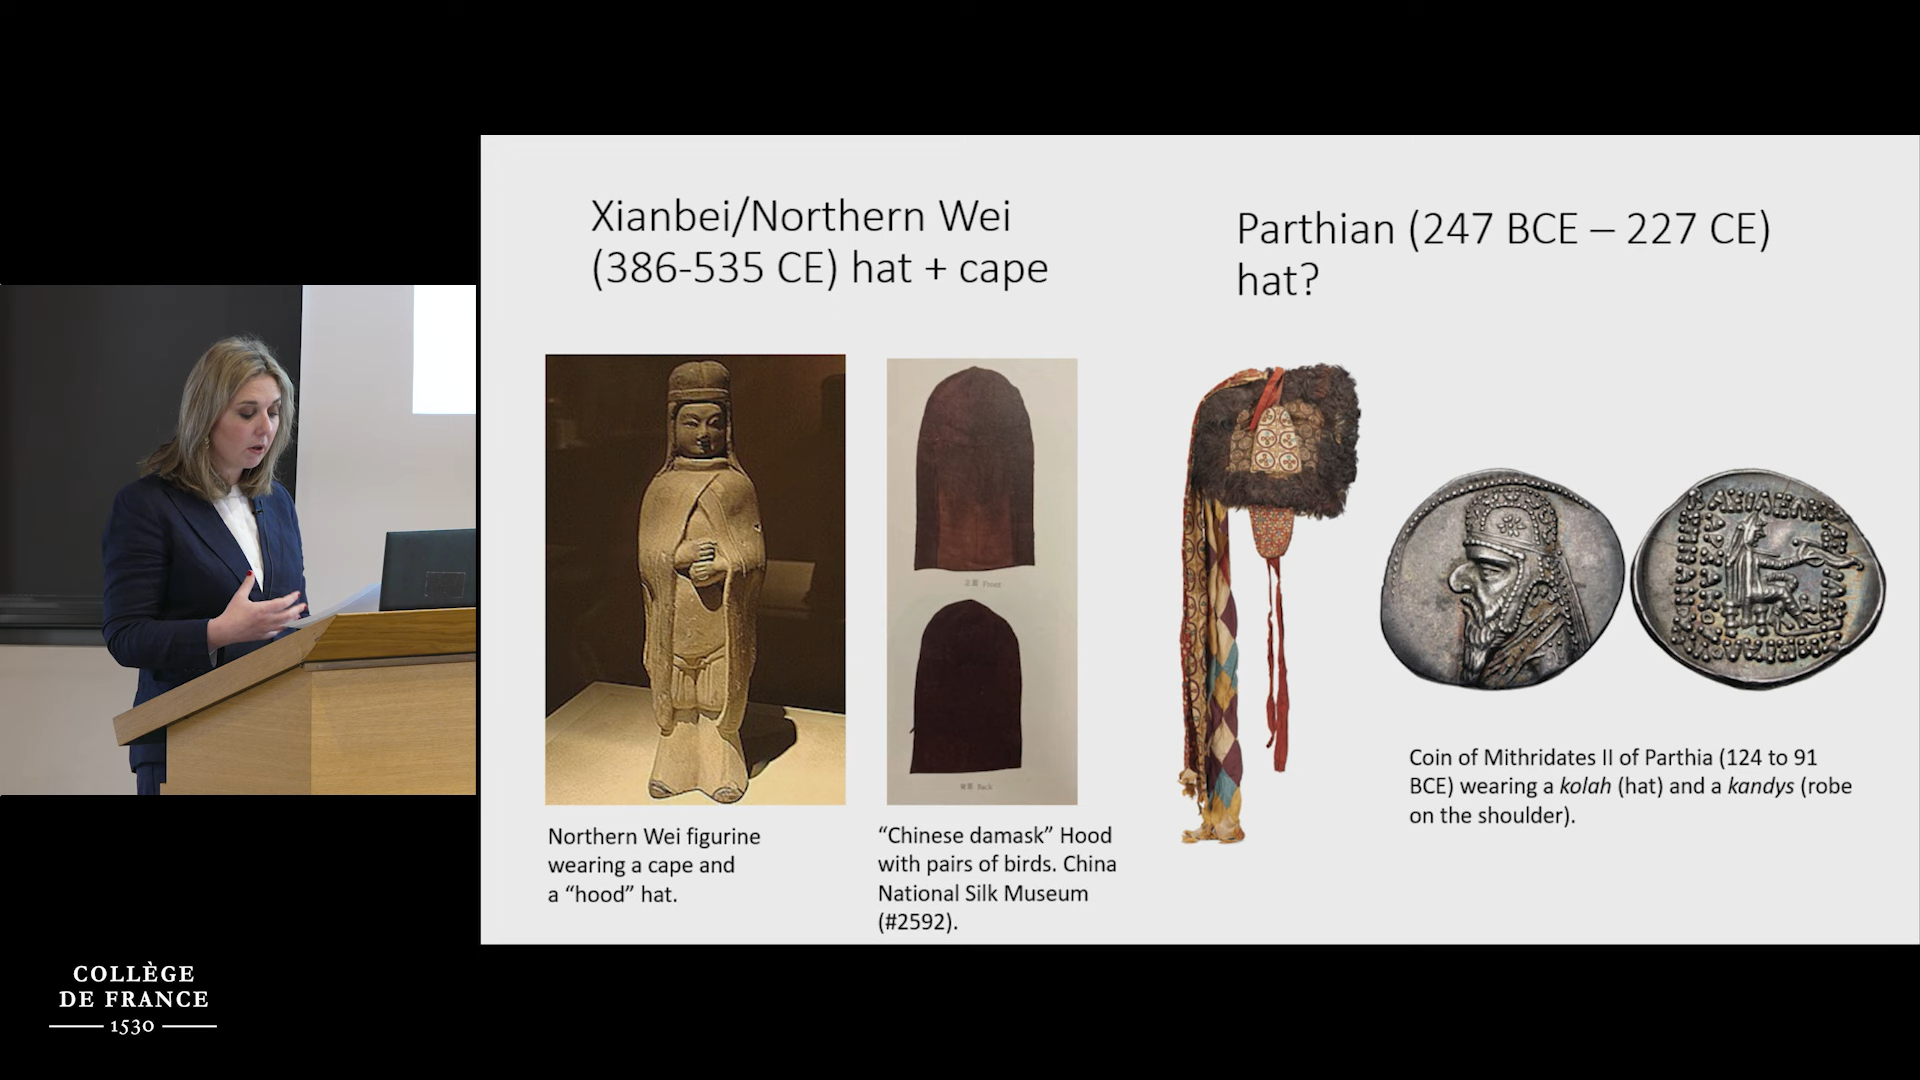 Xianbei/Northern Wei
(386-535 CE) hat + cape
Parthian (247 BCE – 227 CE)
hat?
Front
Back
Northern Wei figurine
wearing a cape and
a “hood” hat.
“Chinese damask” Hood
with pairs of birds. China
National Silk Museum
(#2592).
Coin of Mithridates II of Parthia (124 to 91
BCE) wearing a kolah (hat) and a kandys (robe
on the shoulder).
COLLÈGE
DE FRANCE
1530